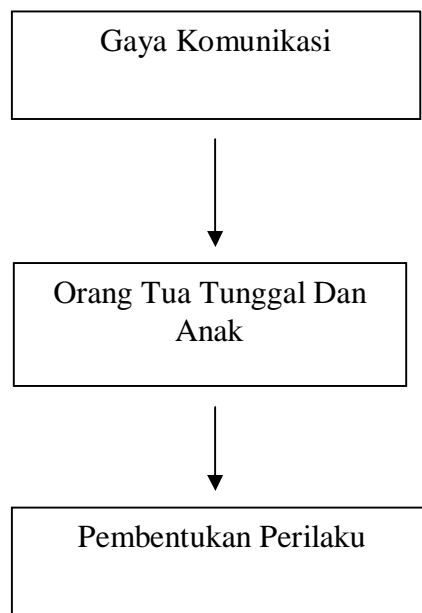 Gaya Komunikasi
Orang Tua Tunggal Dan
Anak
Pembentukan Perilaku